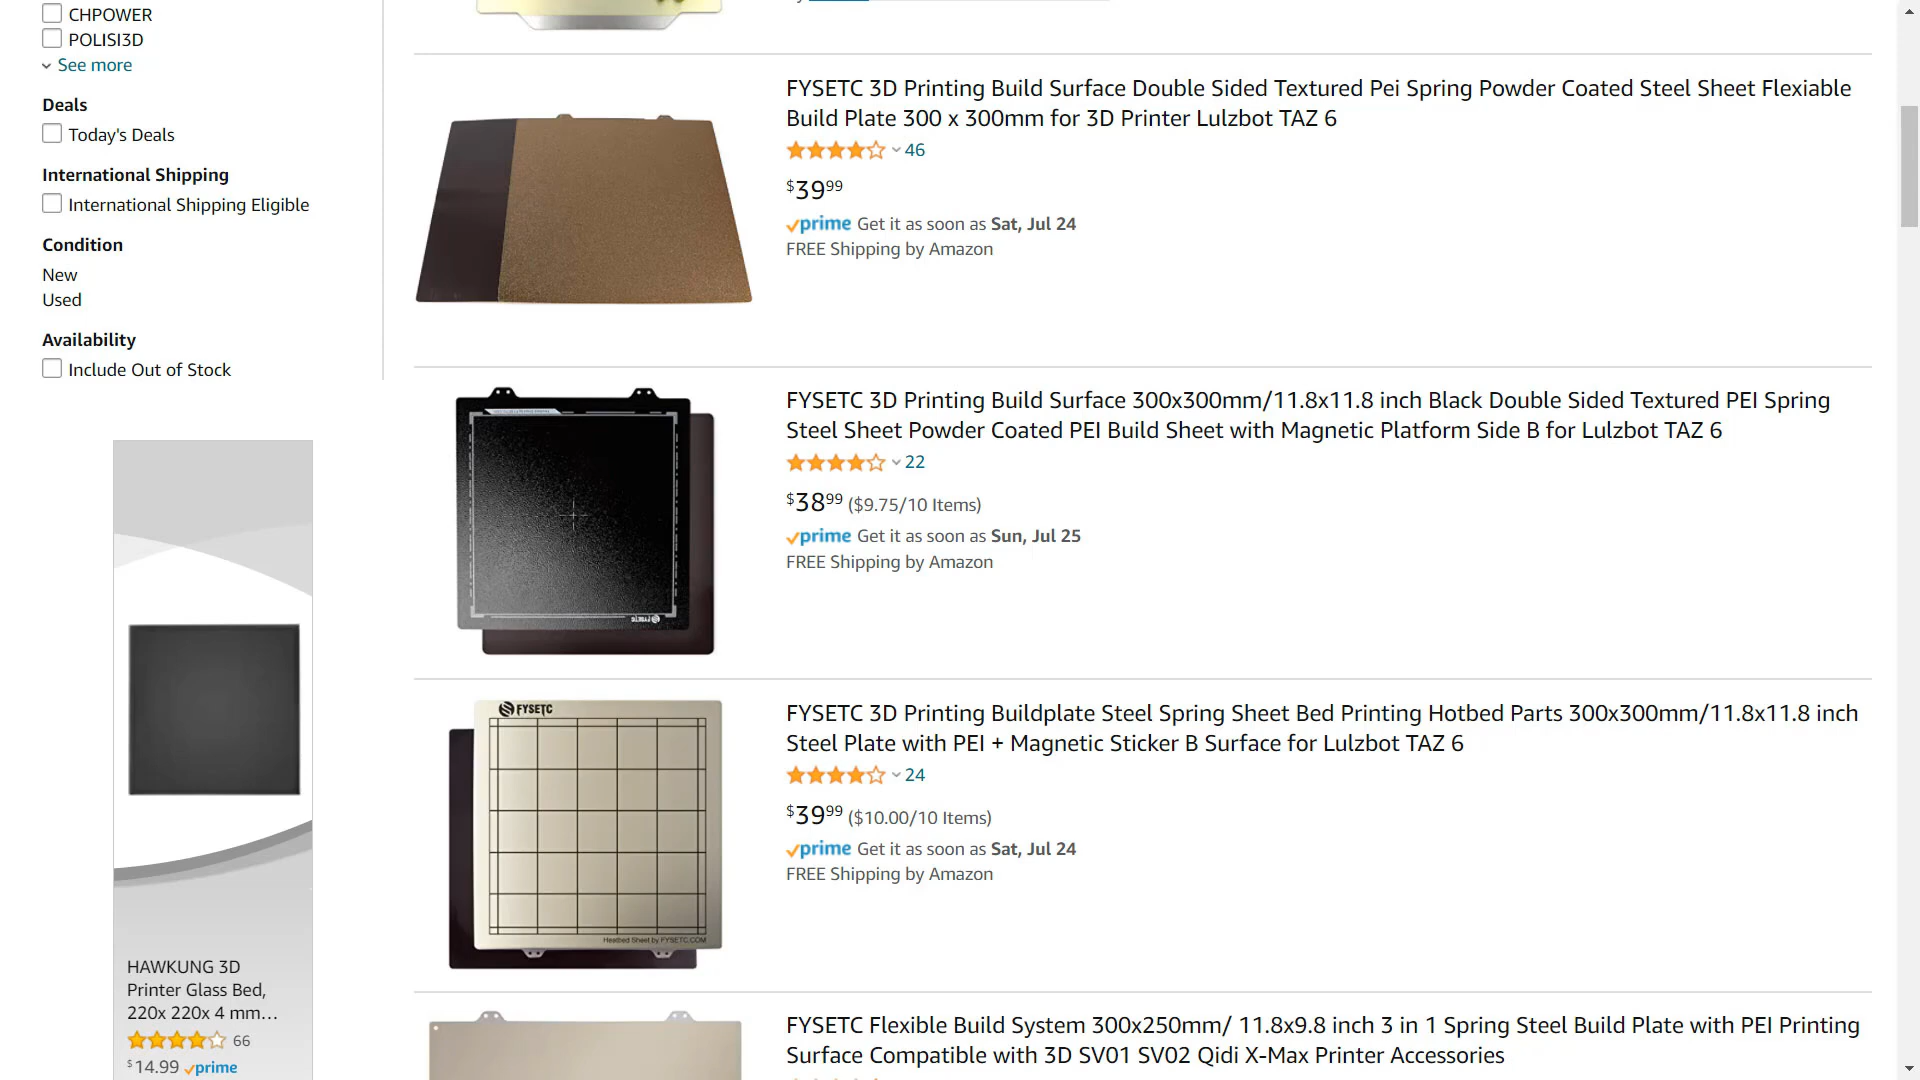 CHPOWER
POLISI3D
See more
Deals
Today's Deals
International Shipping
International Shipping Eligible
Condition
New
Used
Availability
Include Out of Stock
HAWKUNG 3D
Printer Glass Bed,
220x 220x 4 mm…
66
$14.99 prime
FYSETC 3D Printing Build Surface Double Sided Textured Pei Spring Powder Coated Steel Sheet Flexiable
Build Plate 300 x 300mm for 3D Printer Lulzbot TAZ 6
46
$39.99
prime Get it as soon as Sat, Jul 24
FREE Shipping by Amazon
FYSETC 3D Printing Build Surface 300x300mm/11.8x11.8 inch Black Double Sided Textured PEI Spring
Steel Sheet Powder Coated PEI Build Sheet with Magnetic Platform Side B for Lulzbot TAZ 6
22
$38.99 ($9.75/10 Items)
prime Get it as soon as Sun, Jul 25
FREE Shipping by Amazon
FYSETC
Heatbed Sheet by FYSETC.COM
FYSETC 3D Printing Buildplate Steel Spring Sheet Bed Printing Hotbed Parts 300x300mm/11.8x11.8 inch
Steel Plate with PEI + Magnetic Sticker B Surface for Lulzbot TAZ 6
24
$39.99 ($10.00/10 Items)
prime Get it as soon as Sat, Jul 24
FREE Shipping by Amazon
FYSETC Flexible Build System 300x250mm/ 11.8x9.8 inch 3 in 1 Spring Steel Build Plate with PEI Printing
Surface Compatible with 3D SV01 SV02 Qidi X-Max Printer Accessories